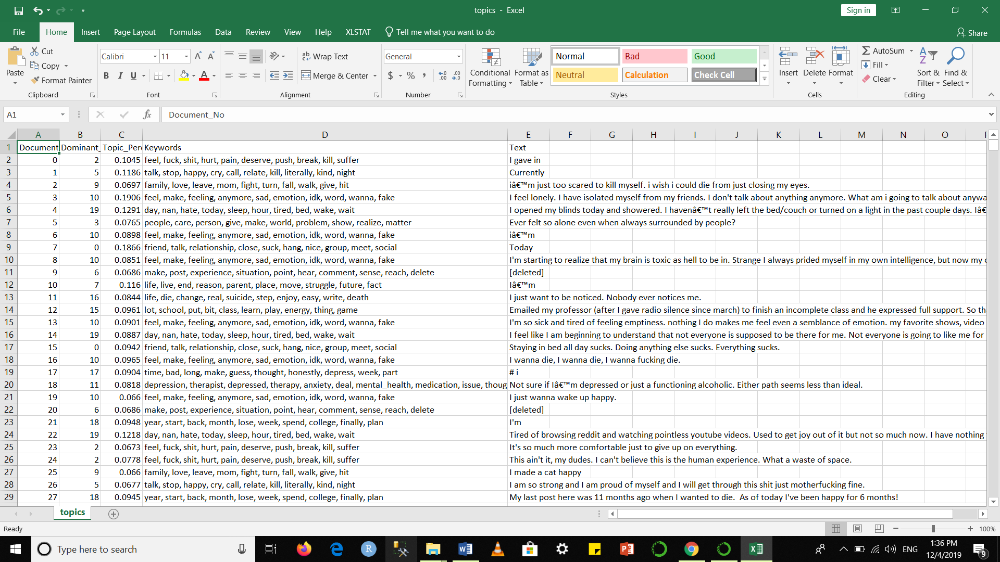 topics - Excel
Sign in
File Home Insert Page Layout Formulas Data Review View Help XLSTAT Tell me what you want to do Share
Paste
Cut
Copy
Format Painter
Clipboard
Calibri 11
B I U
Font
Wrap Text
Merge & Center
Alignment
General
$ % ,
Number
Conditional Formatting
Format as Table
Normal Bad Good
Neutral Calculation Check Cell
Styles
Insert Delete Format
Cells
AutoSum
Fill
Clear
Sort & Filter
Find & Select
Editing
A1 fx Document_No
A B C D E F G H I J K L M N O
1 Document Dominant_ Topic_Perc Keywords Text
2 0 2 0.1045 feel, fuck, shit, hurt, pain, deserve, push, break, kill, suffer I gave in
3 1 5 0.1186 talk, stop, happy, cry, call, relate, kill, literally, kind, night Currently
4 2 9 0.0697 family, love, leave, mom, fight, turn, fall, walk, give, hit iâ€™m just too scared to kill myself. i wish i could die from just closing my eyes.
5 3 10 0.1906 feel, make, feeling, anymore, sad, emotion, idk, word, wanna, fake I feel lonely. I have isolated myself from my friends. I don't talk about anything anymore. What am i going to talk about anywa
6 4 19 0.1291 day, nan, hate, today, sleep, hour, tired, bed, wake, wait I opened my blinds today and showered. I havenâ€™t really left the bed/couch or turned on a light in the past couple days. Iâ€
7 5 3 0.0765 people, care, person, give, make, world, problem, show, realize, matter Ever felt so alone even when always surrounded by people?
8 6 10 0.0898 feel, make, feeling, anymore, sad, emotion, idk, word, wanna, fake iâ€™m
9 7 0 0.1866 friend, talk, relationship, close, suck, hang, nice, group, meet, social Today
10 8 10 0.0851 feel, make, feeling, anymore, sad, emotion, idk, word, wanna, fake I'm starting to realize that my brain is toxic as hell to be in. Strange I always prided myself in my own intelligence, but now my
11 9 6 0.0686 make, post, experience, situation, point, hear, comment, sense, reach, delete [deleted]
12 10 7 0.116 life, live, end, reason, parent, place, move, struggle, future, fact Iâ€™m
13 11 16 0.0844 life, die, change, real, suicide, step, enjoy, easy, write, death I just want to be noticed. Nobody ever notices me.
14 12 15 0.0961 lot, school, put, bit, class, learn, play, energy, thing, game Emailed my professor (after I gave radio silence since march) to finish an incomplete class and he expressed full support. So th
15 13 10 0.0901 feel, make, feeling, anymore, sad, emotion, idk, word, wanna, fake I'm so sick and tired of feeling emptiness. nothing I do makes me feel even a semblance of emotion. my favorite shows, video
16 14 19 0.0887 day, nan, hate, today, sleep, hour, tired, bed, wake, wait I feel like I am beginning to understand that not everyone is supposed to be there for me. Not everyone is going to like me for
17 15 0 0.0942 friend, talk, relationship, close, suck, hang, nice, group, meet, social Staying in bed all day sucks. Doing anything else sucks. Everything sucks.
18 16 10 0.0965 feel, make, feeling, anymore, sad, emotion, idk, word, wanna, fake I wanna die, I wanna die, I wanna fucking die.
19 17 17 0.0904 time, bad, long, make, guess, thought, honestly, depress, week, part # i
20 18 11 0.0818 depression, therapist, depressed, therapy, anxiety, deal, mental_health, medication, issue, thoug Not sure if Iâ€™m depressed or just a functioning alcoholic. Either path seems less than ideal.
21 19 10 0.066 feel, make, feeling, anymore, sad, emotion, idk, word, wanna, fake I just wanna wake up happy.
22 20 6 0.0686 make, post, experience, situation, point, hear, comment, sense, reach, delete [deleted]
23 21 18 0.0948 year, start, back, month, lose, week, spend, college, finally, plan I'm
24 22 19 0.1218 day, nan, hate, today, sleep, hour, tired, bed, wake, wait Tired of browsing reddit and watching pointless youtube videos. Used to get joy out of it but not so much now. I have nothing
25 23 2 0.0673 feel, fuck, shit, hurt, pain, deserve, push, break, kill, suffer It's so much more comfortable just to give up on everything.
26 24 2 0.0778 feel, fuck, shit, hurt, pain, deserve, push, break, kill, suffer This ain't it, my dudes. I can't believe this is the human experience. What a waste of space.
27 25 9 0.066 family, love, leave, mom, fight, turn, fall, walk, give, hit I made a cat happy
28 26 5 0.0677 talk, stop, happy, cry, call, relate, kill, literally, kind, night I am so strong and I am proud of myself and I will get through this shit just motherfucking fine.
29 27 18 0.0945 year, start, back, month, lose, week, spend, college, finally, plan My last post here was 11 months ago when I wanted to die. As of today I've been happy for 6 months!
topics
Ready 100%
Type here to search
ENG
1:36 PM
12/4/2019
9